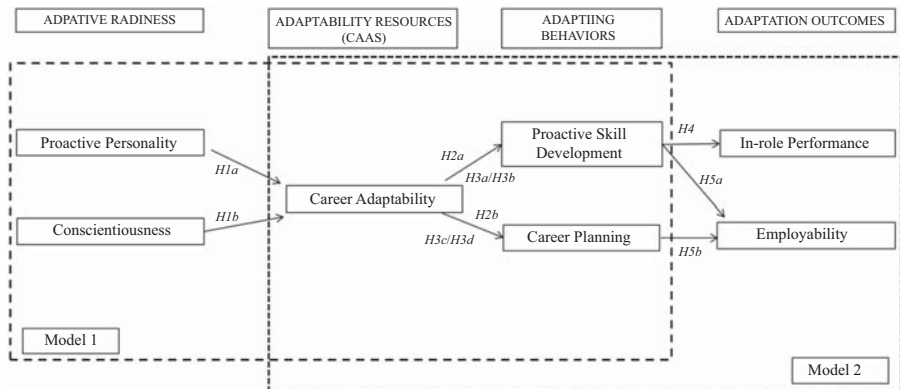 ADPATIVE RADINESS
ADAPTABILITY RESOURCES
(CAAS)
ADAPTIING
BEHAVIORS
ADAPTATION OUTCOMES
Proactive Personality
H1a
Conscientiousness
H1b
Career Adaptability
H2a
H3a/H3b
H2b
H3c/H3d
Proactive Skill
Development
Career Planning
H4
H5a
H5b
In-role Performance
Employability
Model 1
Model 2